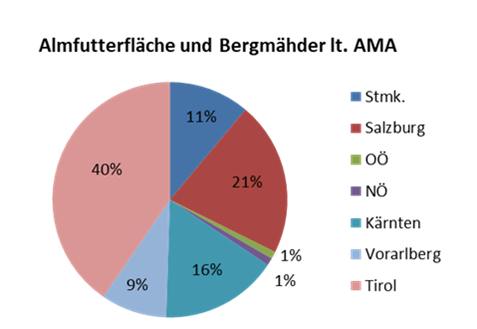 Almfutterfläche und Bergmähder lt. AMA
11%
21%
1%
1%
16%
9%
40%
Stmk.
Salzburg
OÖ
NÖ
Kärnten
Vorarlberg
Tirol